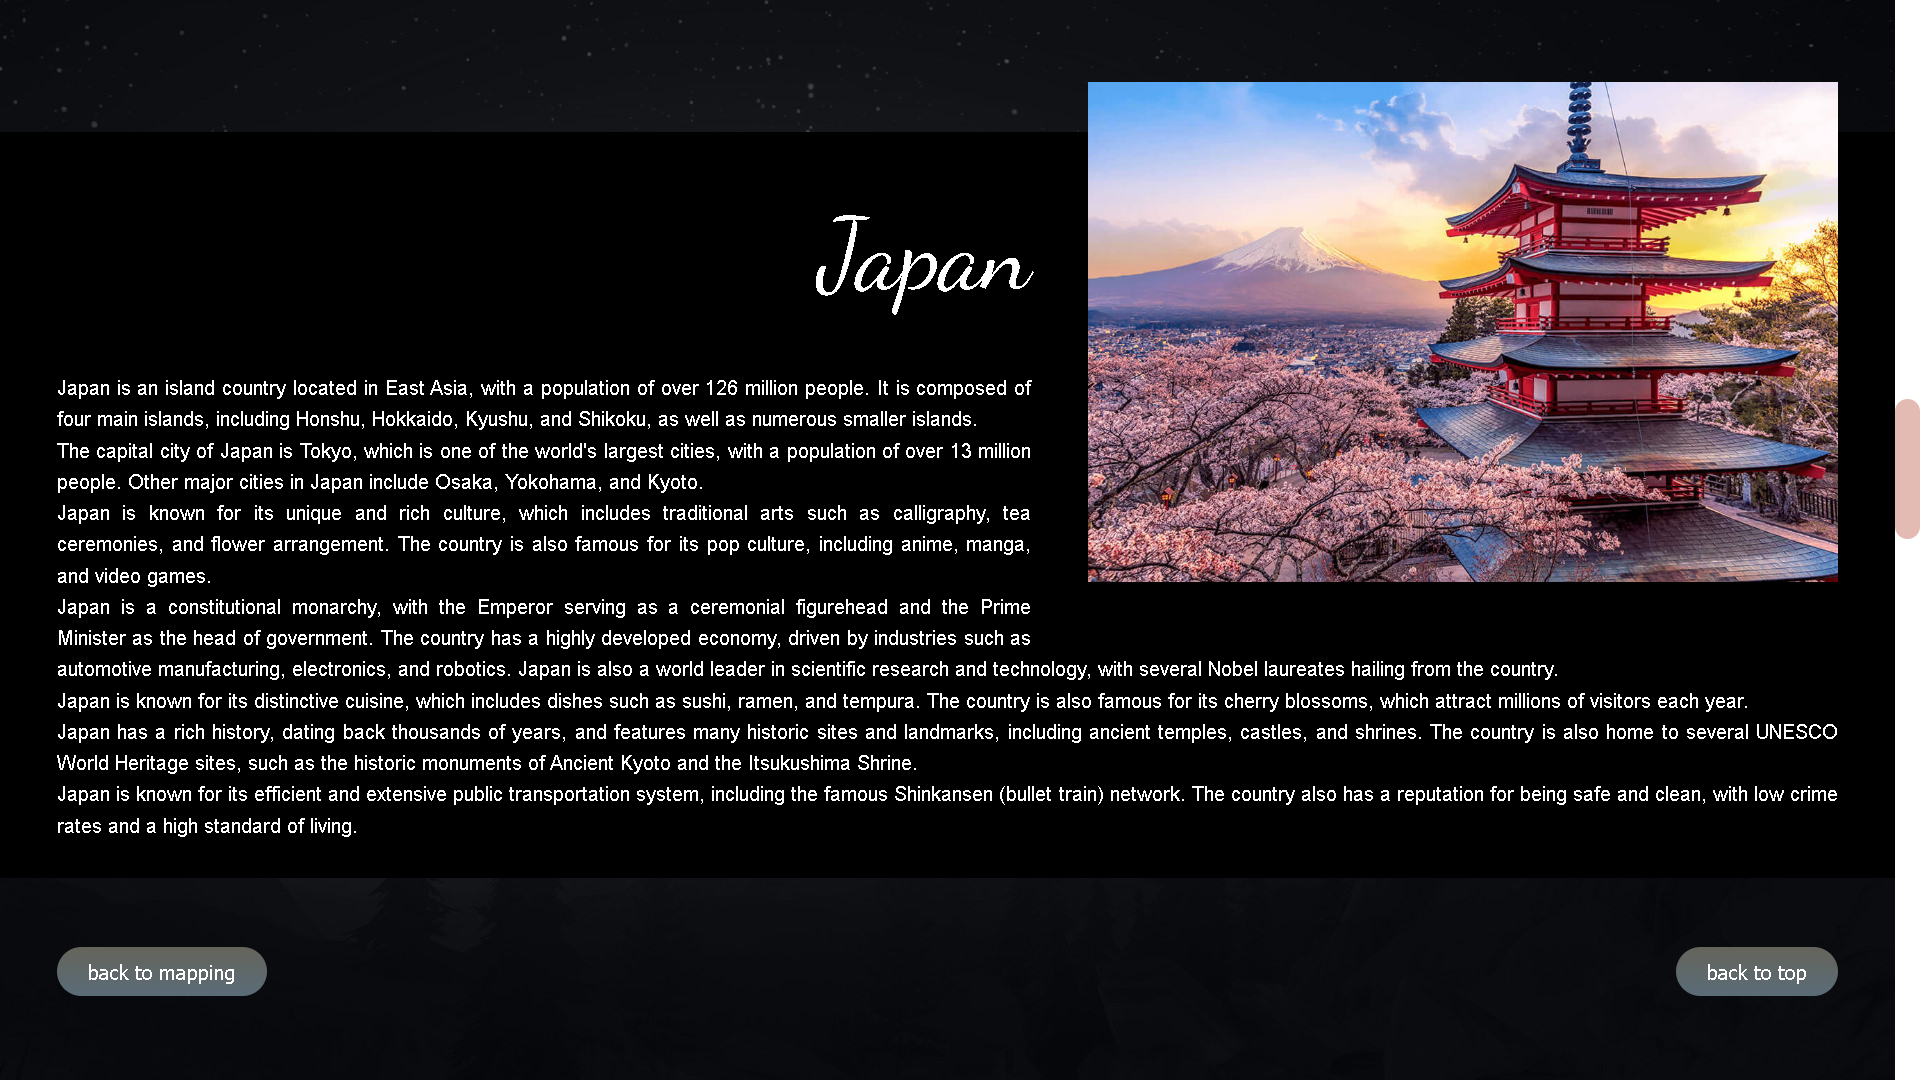 Japan
Japan is an island country located in East Asia, with a population of over 126 million people. It is composed of
four main islands, including Honshu, Hokkaido, Kyushu, and Shikoku, as well as numerous smaller islands.
The capital city of Japan is Tokyo, which is one of the world's largest cities, with a population of over 13 million
people. Other major cities in Japan include Osaka, Yokohama, and Kyoto.
Japan is known for its unique and rich culture, which includes traditional arts such as calligraphy, tea
ceremonies, and flower arrangement. The country is also famous for its pop culture, including anime, manga,
and video games.
Japan is a constitutional monarchy, with the Emperor serving as a ceremonial figurehead and the Prime
Minister as the head of government. The country has a highly developed economy, driven by industries such as
automotive manufacturing, electronics, and robotics. Japan is also a world leader in scientific research and technology, with several Nobel laureates hailing from the country.
Japan is known for its distinctive cuisine, which includes dishes such as sushi, ramen, and tempura. The country is also famous for its cherry blossoms, which attract millions of visitors each year.
Japan has a rich history, dating back thousands of years, and features many historic sites and landmarks, including ancient temples, castles, and shrines. The country is also home to several UNESCO
World Heritage sites, such as the historic monuments of Ancient Kyoto and the Itsukushima Shrine.
Japan is known for its efficient and extensive public transportation system, including the famous Shinkansen (bullet train) network. The country also has a reputation for being safe and clean, with low crime
rates and a high standard of living.
back to mapping
back to top